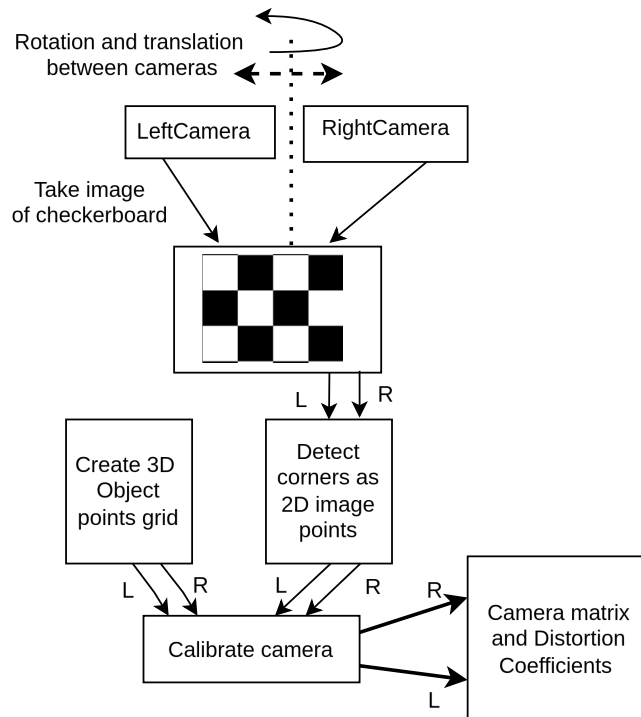 Rotation and translation
between cameras
LeftCamera
RightCamera
Take image
of checkerboard
L
R
Create 3D
Object
points grid
Detect
corners as
2D image
points
L
R
L
R
Calibrate camera
R
L
Camera matrix
and Distortion
Coefficients